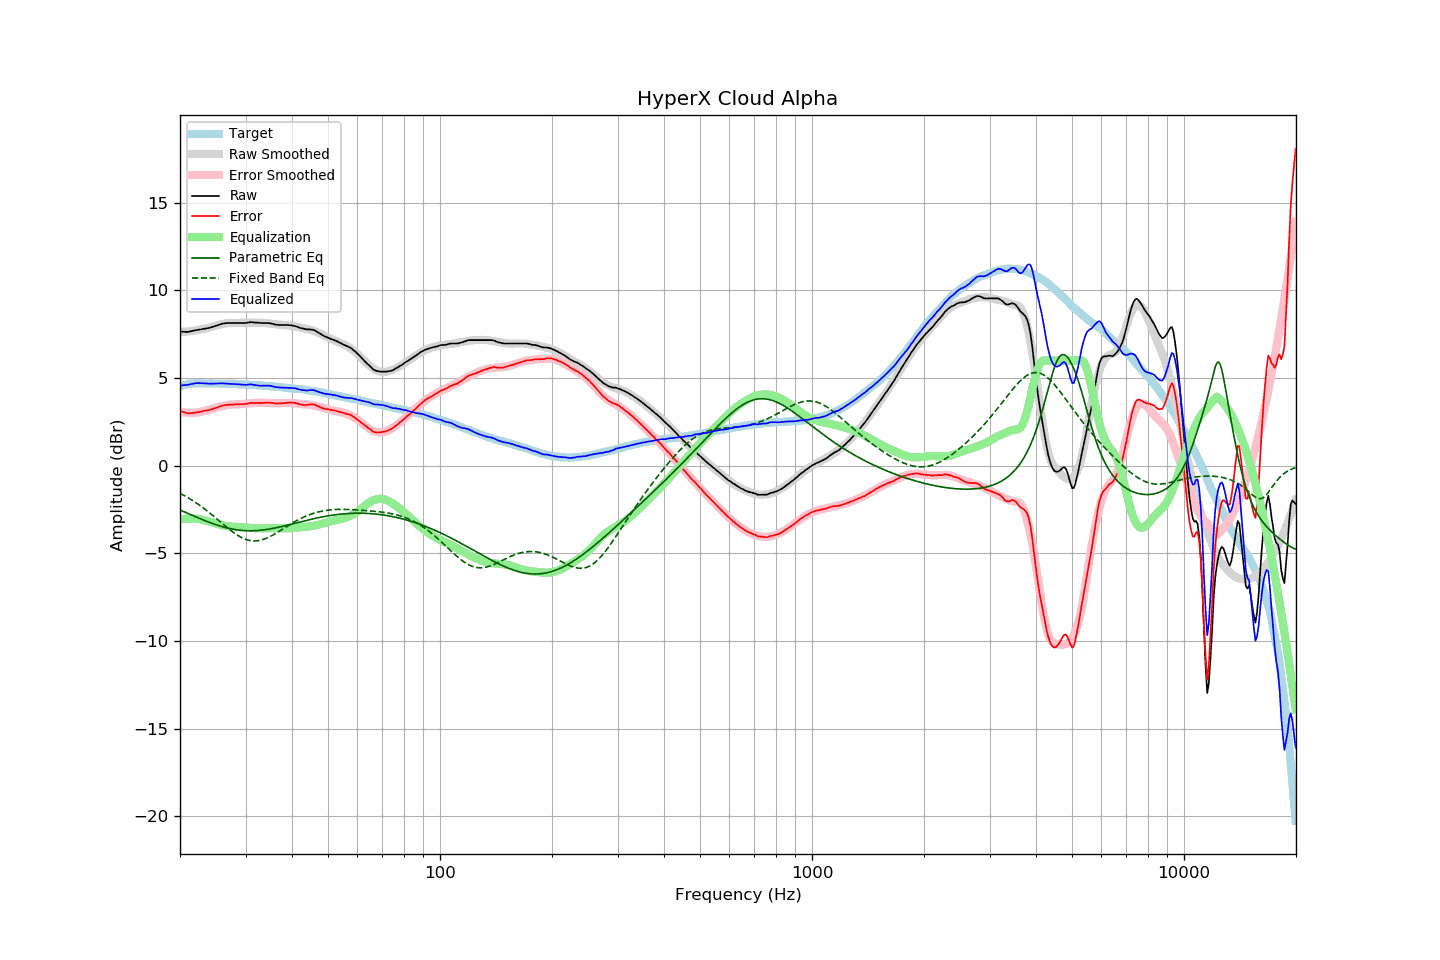 HyperX Cloud Alpha
Target
Raw Smoothed
Error Smoothed
Raw
Error
Equalization
Parametric Eq
Fixed Band Eq
Equalized
15
10
5
0
−5
−10
−15
−20
Amplitude (dBr)
100
1000
10000
Frequency (Hz)